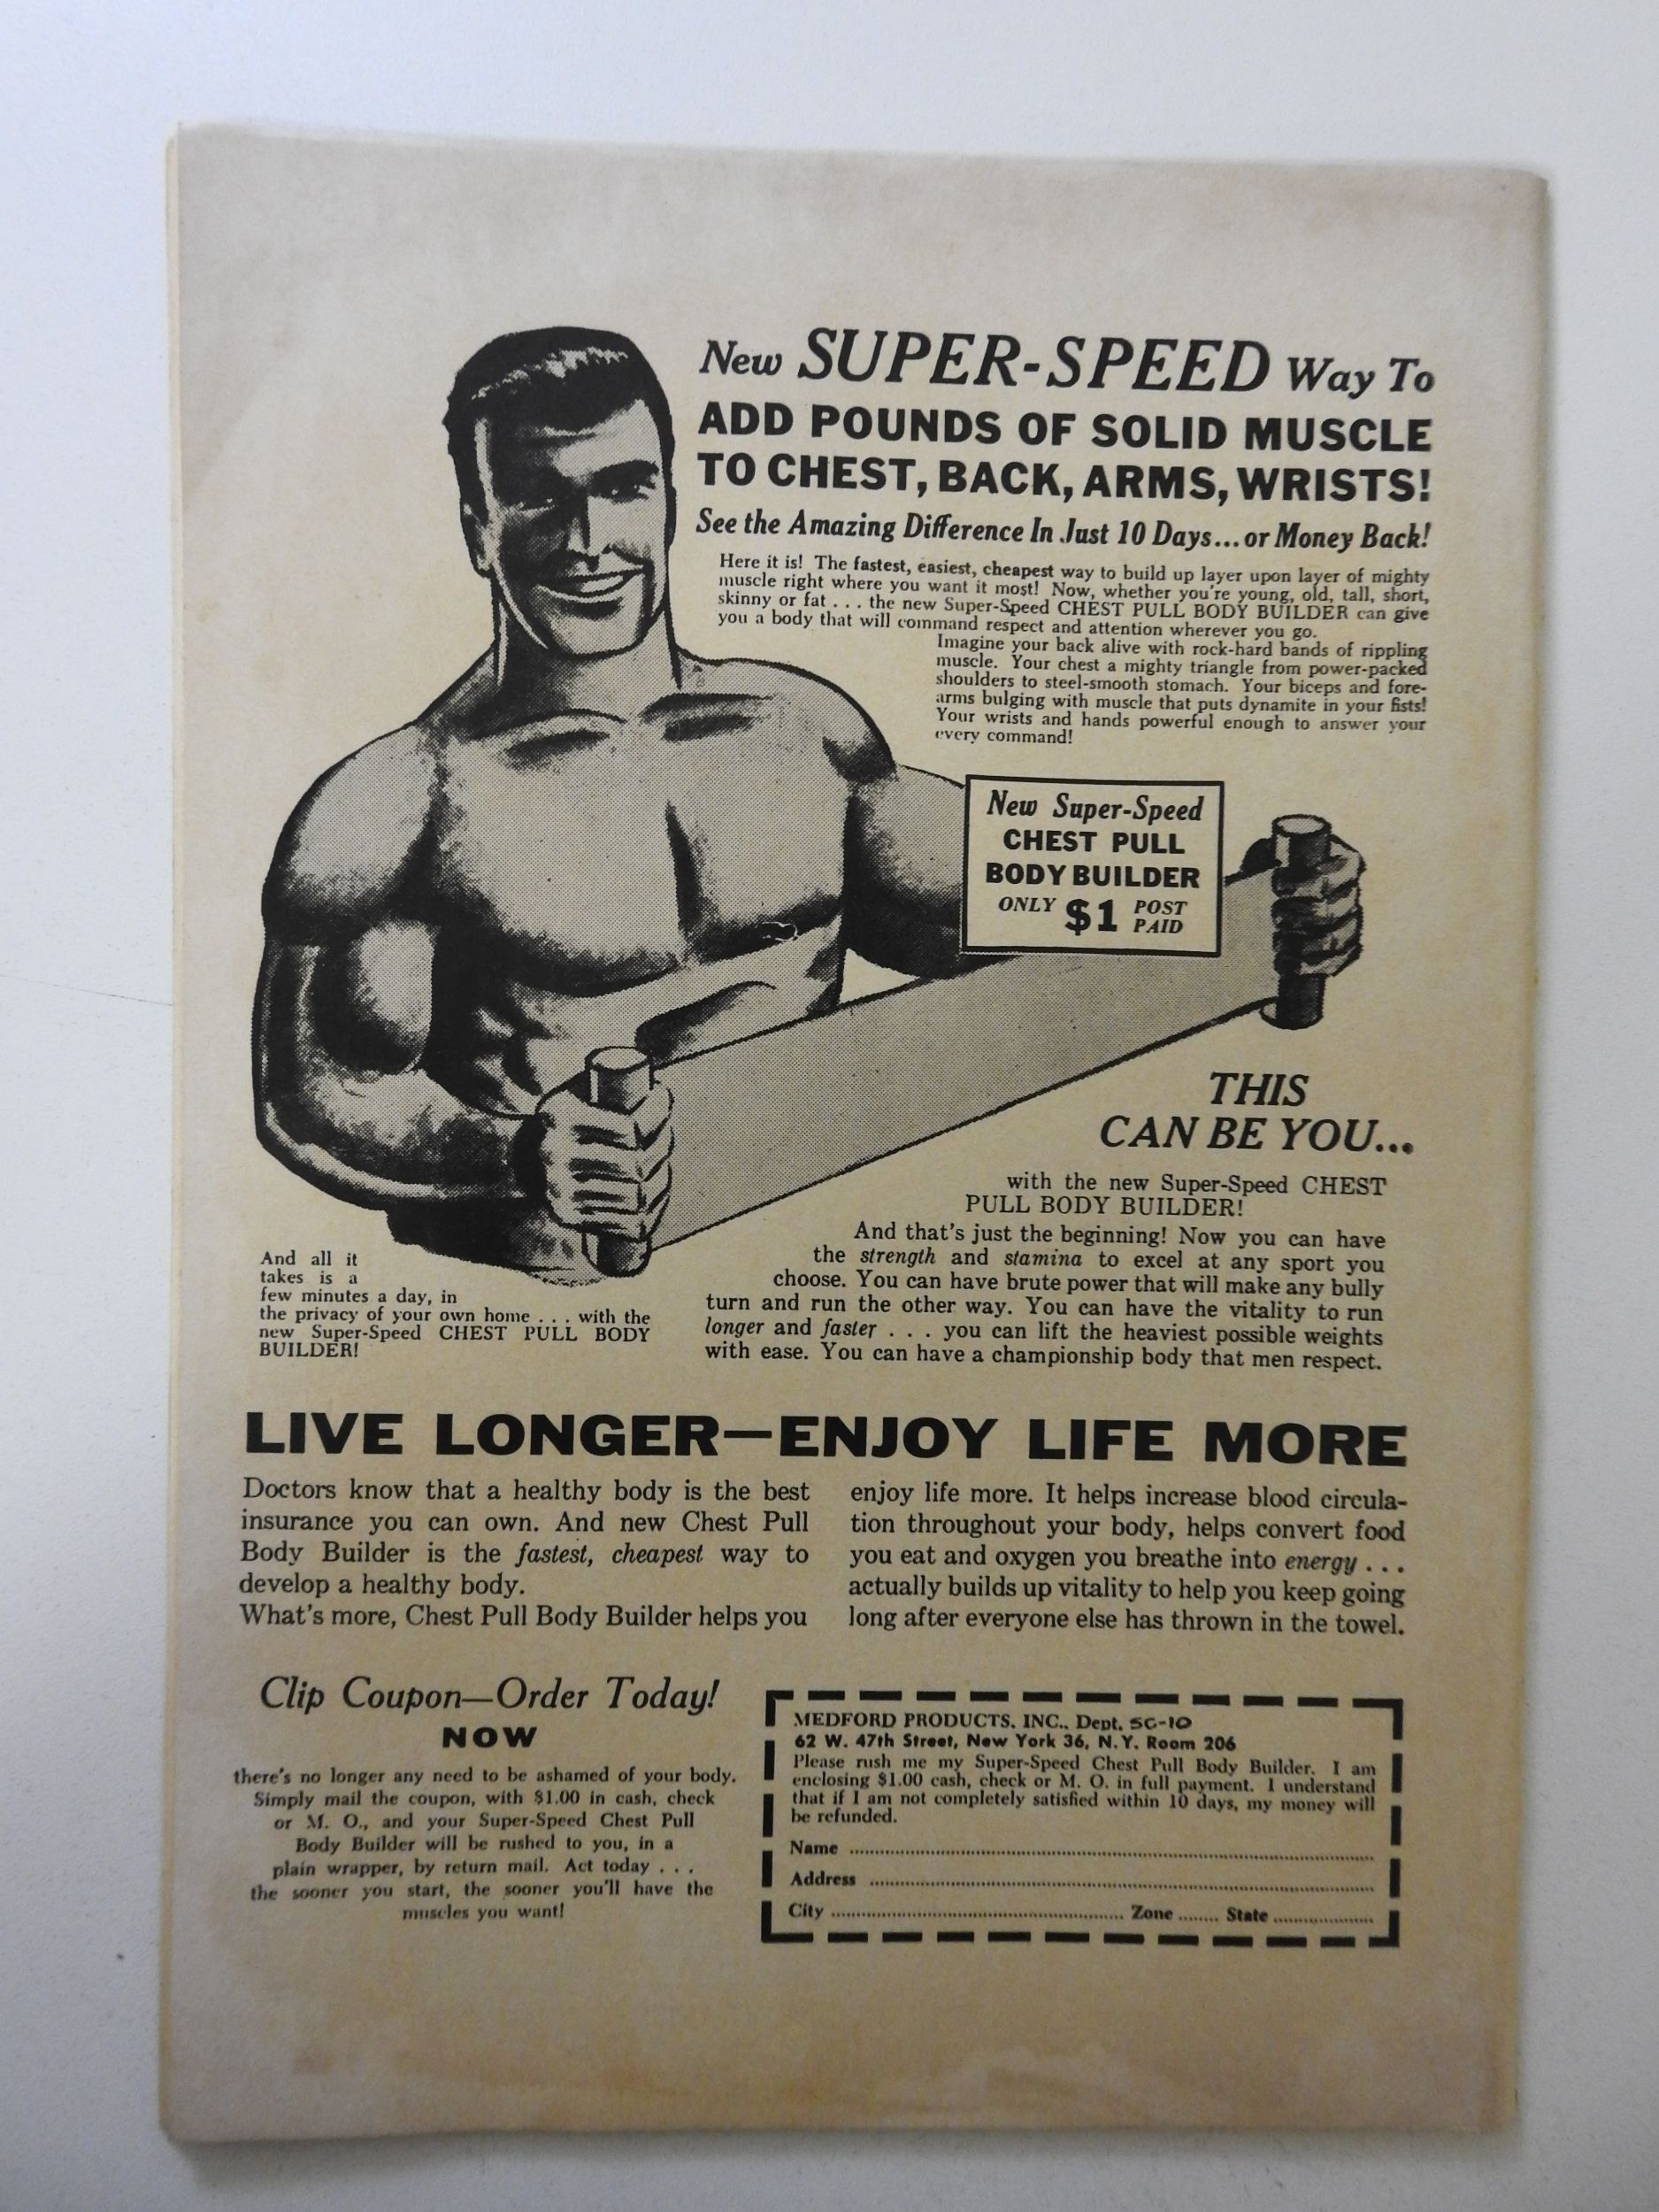 New SUPER-SPEED Way To
ADD POUNDS OF SOLID MUSCLE
TO CHEST, BACK, ARMS, WRISTS!
See the Amazing Difference In Just 10 Days...or Money Back!
Here it is! The fastest, easiest, cheapest way to build up layer upon layer of mighty
muscle right where you want it most! Now, whether you're young, old, tall, short,
skinny or fat . . . the new Super-Speed CHEST PULL BODY BUILDER can give
you a body that will command respect and attention wherever you go.
Imagine your back alive with rock-hard bands of rippling
muscle. Your chest a mighty triangle from power-packed
shoulders to steel-smooth stomach. Your biceps and fore-
arms bulging with muscle that puts dynamite in your fists!
Your wrists and hands powerful enough to answer your
every command!
New Super-Speed
CHEST PULL
BODY BUILDER
ONLY $1 POST PAID
THIS
CAN BE YOU...
with the new Super-Speed CHEST
PULL BODY BUILDER!
And that's just the beginning! Now you can have
the strength and stamina to excel at any sport you
choose. You can have brute power that will make any bully
turn and run the other way. You can have the vitality to run
longer and faster . . . you can lift the heaviest possible weights
with ease. You can have a championship body that men respect.
And all it
takes is a
few minutes a day, in
the privacy of your own home . . . with the
new Super-Speed CHEST PULL BODY
BUILDER!
LIVE LONGER—ENJOY LIFE MORE
Doctors know that a healthy body is the best
insurance you can own. And new Chest Pull
Body Builder is the fastest, cheapest way to
develop a healthy body.
What's more, Chest Pull Body Builder helps you
enjoy life more. It helps increase blood circula-
tion throughout your body, helps convert food
you eat and oxygen you breathe into energy . . .
actually builds up vitality to help you keep going
long after everyone else has thrown in the towel.
Clip Coupon—Order Today!
NOW
there's no longer any need to be ashamed of your body.
Simply mail the coupon, with $1.00 in cash, check
or M. O., and your Super-Speed Chest Pull
Body Builder will be rushed to you, in a
plain wrapper, by return mail. Act today . . .
the sooner you start, the sooner you'll have the
muscles you want!
MEDFORD PRODUCTS, INC., Dept. SC-10
62 W. 47th Street, New York 36, N.Y. Room 206
Please rush me my Super-Speed Chest Pull Body Builder. I am
enclosing $1.00 cash, check or M. O. in full payment. I understand
that if I am not completely satisfied within 10 days, my money will
be refunded.
Name
Address
City Zone State